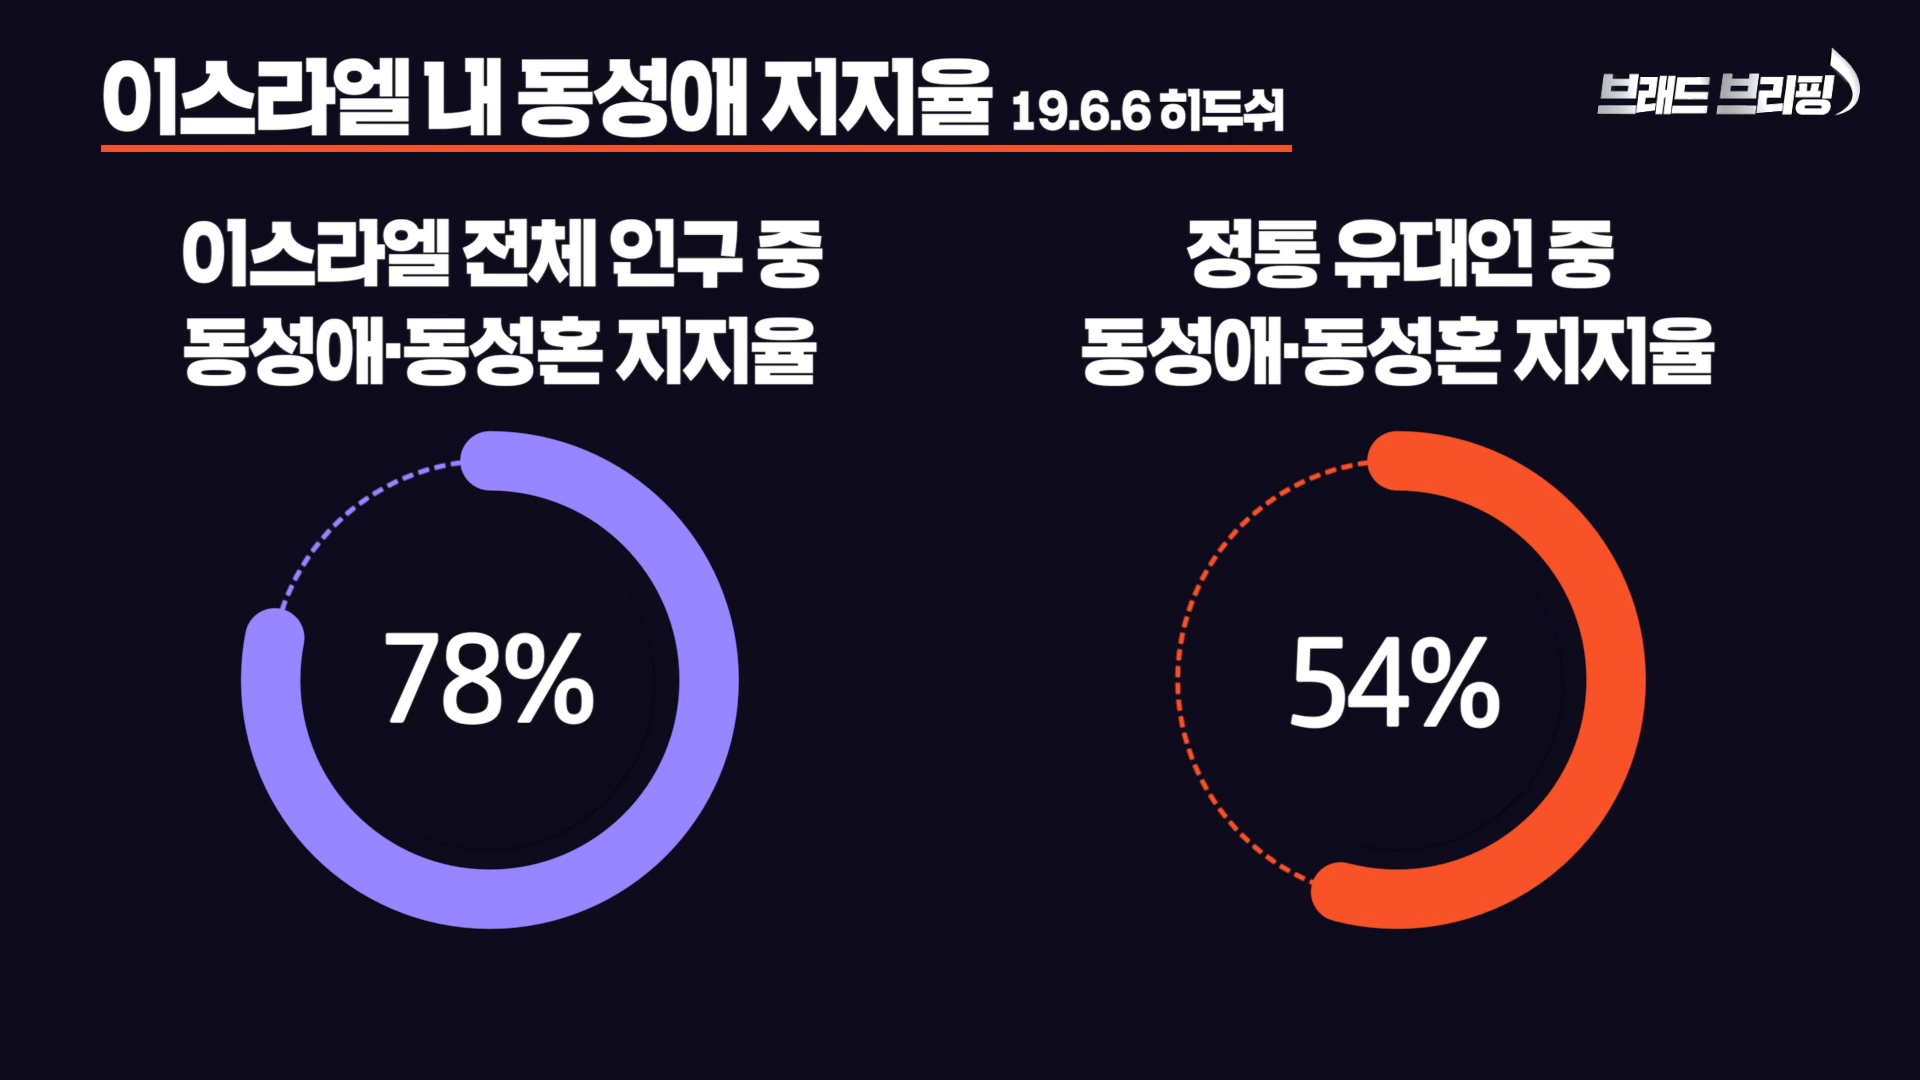 이스라엘 내 동성애 지지율 19.6.6 히두쉬
브래드 브리핑
이스라엘 전체 인구 중
동성애·동성혼 지지율
정통 유대인 중
동성애·동성혼 지지율
78%
54%